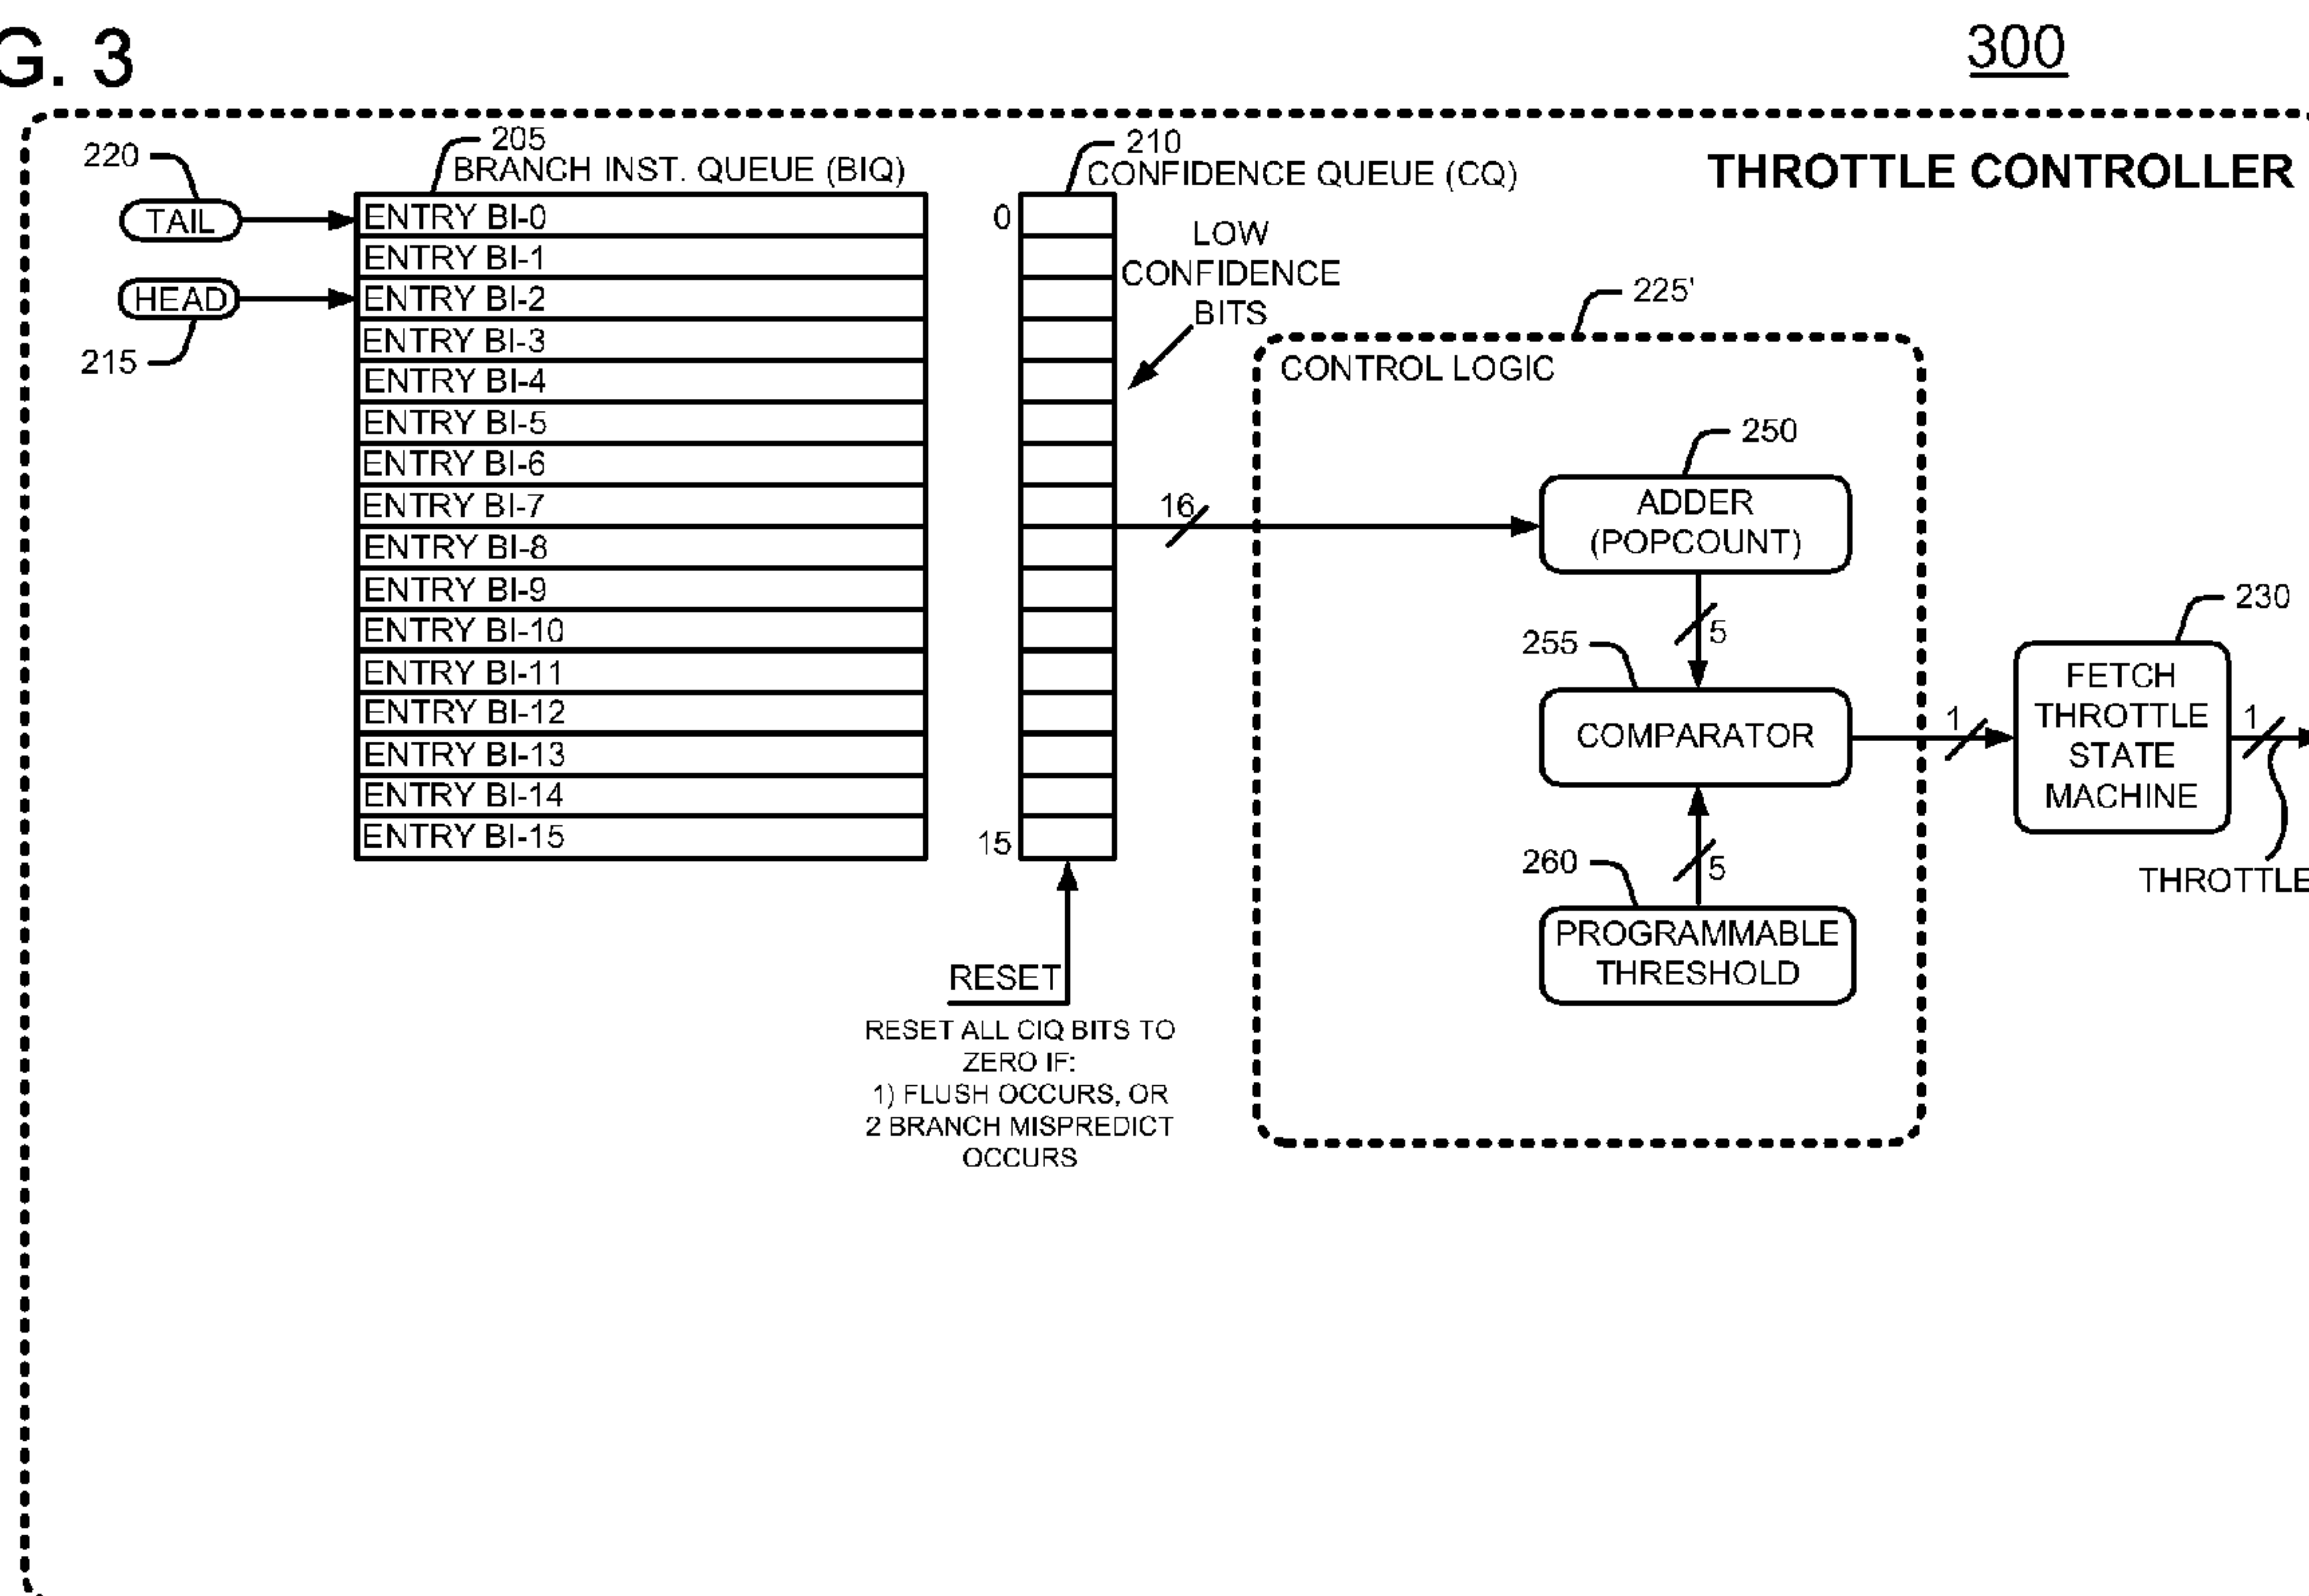 G. 3
300
220
205
BRANCH INST. QUEUE (BIQ)
210
CONFIDENCE QUEUE (CQ)
THROTTLE CONTROLLER
TAIL
HEAD
215
ENTRY BI-0
ENTRY BI-1
ENTRY BI-2
ENTRY BI-3
ENTRY BI-4
ENTRY BI-5
ENTRY BI-6
ENTRY BI-7
ENTRY BI-8
ENTRY BI-9
ENTRY BI-10
ENTRY BI-11
ENTRY BI-12
ENTRY BI-13
ENTRY BI-14
ENTRY BI-15
0
15
LOW
CONFIDENCE
BITS
16
RESET
RESET ALL CIQ BITS TO
ZERO IF:
1) FLUSH OCCURS, OR
2 BRANCH MISPREDICT
OCCURS
225'
CONTROL LOGIC
250
ADDER
(POPCOUNT)
5
255
COMPARATOR
5
260
PROGRAMMABLE
THRESHOLD
1
230
FETCH
THROTTLE
STATE
MACHINE
1
THROTTLE